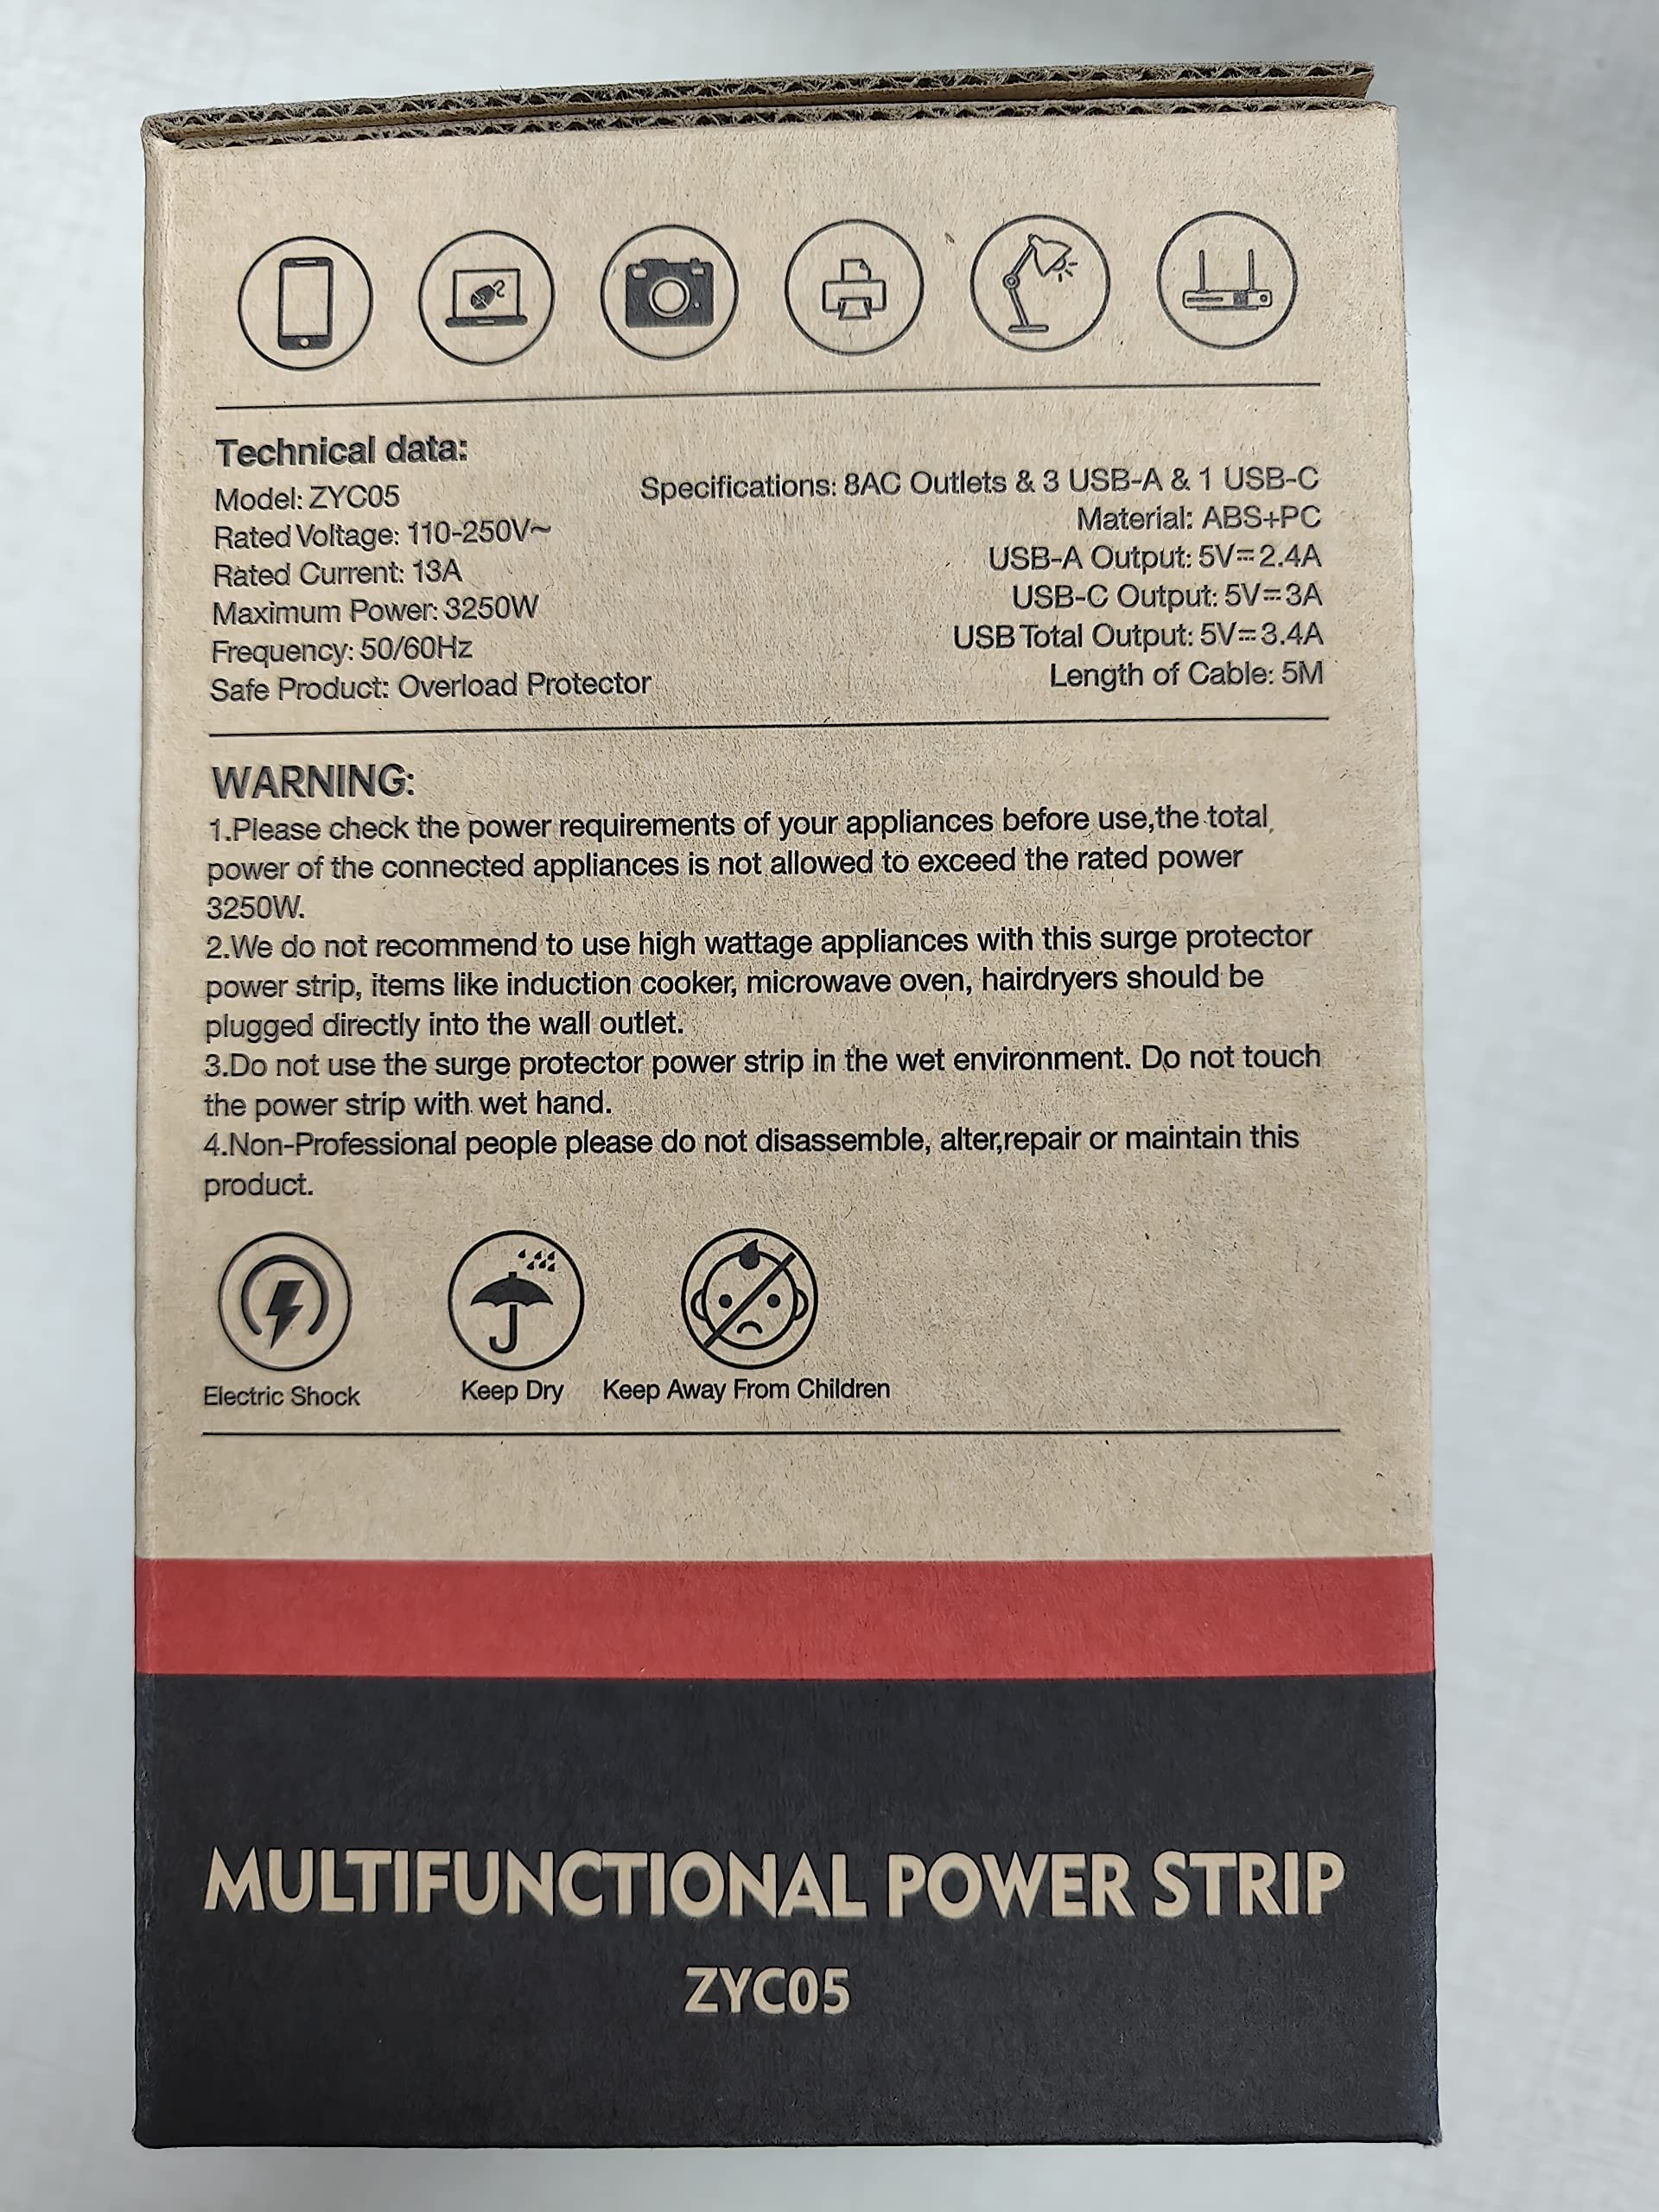 Technical data:
Model: ZYC05
Rated Voltage: 110-250V~
Rated Current: 13A
Maximum Power: 3250W
Frequency: 50/60Hz
Safe Product: Overload Protector
Specifications: 8AC Outlets & 3 USB-A & 1 USB-C
Material: ABS+PC
USB-A Output: 5V⎓2.4A
USB-C Output: 5V⎓3A
USB Total Output: 5V⎓3.4A
Length of Cable: 5M
WARNING:
1.Please check the power requirements of your appliances before use,the total
power of the connected appliances is not allowed to exceed the rated power
3250W.
2.We do not recommend to use high wattage appliances with this surge protector
power strip, items like induction cooker, microwave oven, hairdryers should be
plugged directly into the wall outlet.
3.Do not use the surge protector power strip in the wet environment. Do not touch
the power strip with wet hand.
4.Non-Professional people please do not disassemble, alter,repair or maintain this
product.
Electric Shock
Keep Dry
Keep Away From Children
MULTIFUNCTIONAL POWER STRIP
ZYC05